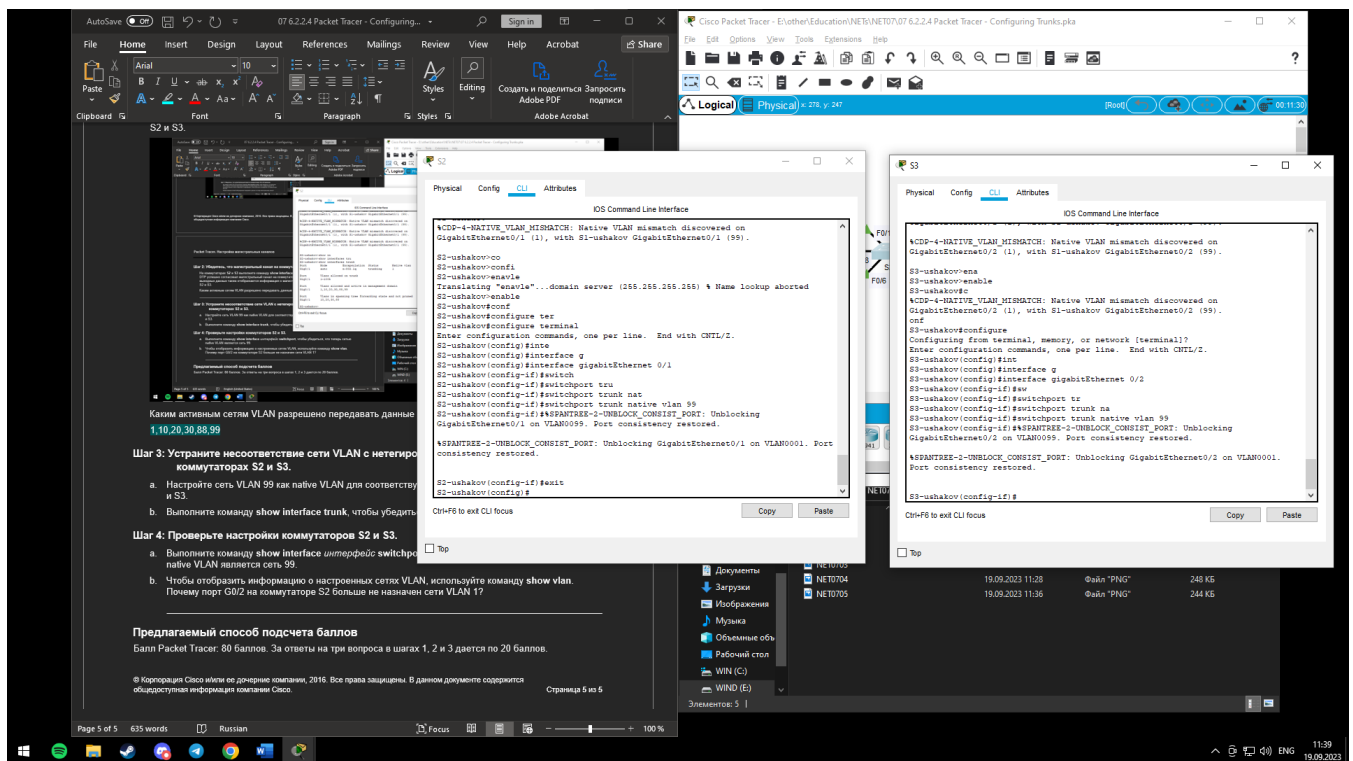 AutoSave Off 07 6.2.2.4 Packet Tracer - Configuring... Sign in
File Home Insert Design Layout References Mailings Review View Help Acrobat Share
Arial 10
Paste
Styles
Editing
Создать и поделиться Adobe PDF
Запросить подписи
Clipboard Font Paragraph Styles Adobe Acrobat
S2 и S3.
Каким активным сетям VLAN разрешено передавать данные
1,10,20,30,88,99
Шаг 3: Устраните несоответствие сети VLAN с нетегиро
коммутаторах S2 и S3.
a. Настройте сеть VLAN 99 как native VLAN для соответству
и S3.
b. Выполните команду show interface trunk, чтобы убедить
Шаг 4: Проверьте настройки коммутаторов S2 и S3.
a. Выполните команду show interface интерфейс switchpo
native VLAN является сеть 99.
b. Чтобы отобразить информацию о настроенных сетях VLAN, используйте команду show vlan.
Почему порт G0/2 на коммутаторе S2 больше не назначен сети VLAN 1?
Предлагаемый способ подсчета баллов
Балл Packet Tracer: 80 баллов. За ответы на три вопроса в шагах 1, 2 и 3 дается по 20 баллов.
© Корпорация Cisco и/или ее дочерние компании, 2016. Все права защищены. В данном документе содержится
общедоступная информация компании Cisco. Страница 5 из 5
Page 5 of 5 635 words Russian Focus 100 %
Cisco Packet Tracer - E:\other\Education\NETs\NET07\07 6.2.2.4 Packet Tracer - Configuring Trunks.pka
File Edit Options View Tools Extensions Help
?
Logical Physical x: 278, y: 247 [Root] 00:11:30
S2
Physical Config CLI Attributes
IOS Command Line Interface
%CDP-4-NATIVE_VLAN_MISMATCH: Native VLAN mismatch discovered on
GigabitEthernet0/1 (1), with S1-ushakov GigabitEthernet0/1 (99).
S2-ushakov>co
S2-ushakov>confi
S2-ushakov>enavle
Translating "enavle"...domain server (255.255.255.255) % Name lookup aborted
S2-ushakov>enable
S2-ushakov#conf
S2-ushakov#configure ter
S2-ushakov#configure terminal
Enter configuration commands, one per line. End with CNTL/Z.
S2-ushakov(config)#inte
S2-ushakov(config)#interface g
S2-ushakov(config)#interface gigabitEthernet 0/1
S2-ushakov(config-if)#switch
S2-ushakov(config-if)#switchport tru
S2-ushakov(config-if)#switchport trunk nat
S2-ushakov(config-if)#switchport trunk native vlan 99
S2-ushakov(config-if)#%SPANTREE-2-UNBLOCK_CONSIST_PORT: Unblocking
GigabitEthernet0/1 on VLAN0099. Port consistency restored.
%SPANTREE-2-UNBLOCK_CONSIST_PORT: Unblocking GigabitEthernet0/1 on VLAN0001. Port
consistency restored.
S2-ushakov(config-if)#exit
S2-ushakov(config)#
Ctrl+F6 to exit CLI focus Copy Paste
Top
S3
Physical Config CLI Attributes
IOS Command Line Interface
%CDP-4-NATIVE_VLAN_MISMATCH: Native VLAN mismatch discovered on
GigabitEthernet0/2 (1), with S1-ushakov GigabitEthernet0/2 (99).
S3-ushakov>ena
S3-ushakov>enable
S3-ushakov#c
%CDP-4-NATIVE_VLAN_MISMATCH: Native VLAN mismatch discovered on
GigabitEthernet0/2 (1), with S1-ushakov GigabitEthernet0/2 (99).
onf
S3-ushakov#configure
Configuring from terminal, memory, or network [terminal]?
Enter configuration commands, one per line. End with CNTL/Z.
S3-ushakov(config)#int
S3-ushakov(config)#interface g
S3-ushakov(config)#interface gigabitEthernet 0/2
S3-ushakov(config-if)#sw
S3-ushakov(config-if)#switchport tr
S3-ushakov(config-if)#switchport trunk na
S3-ushakov(config-if)#switchport trunk native vlan 99
S3-ushakov(config-if)#%SPANTREE-2-UNBLOCK_CONSIST_PORT: Unblocking
GigabitEthernet0/2 on VLAN0099. Port consistency restored.
%SPANTREE-2-UNBLOCK_CONSIST_PORT: Unblocking GigabitEthernet0/2 on VLAN0001.
Port consistency restored.
S3-ushakov(config-if)#
Ctrl+F6 to exit CLI focus Copy Paste
Top
F0/6
Документы
Загрузки
Изображения
Музыка
Объемные объ
Рабочий стол
WIN (C:)
WIND (E:)
NET0703
NET0704 19.09.2023 11:28 Файл "PNG" 248 КБ
NET0705 19.09.2023 11:36 Файл "PNG" 244 КБ
Элементов: 5
ENG 11:39
19.09.2023